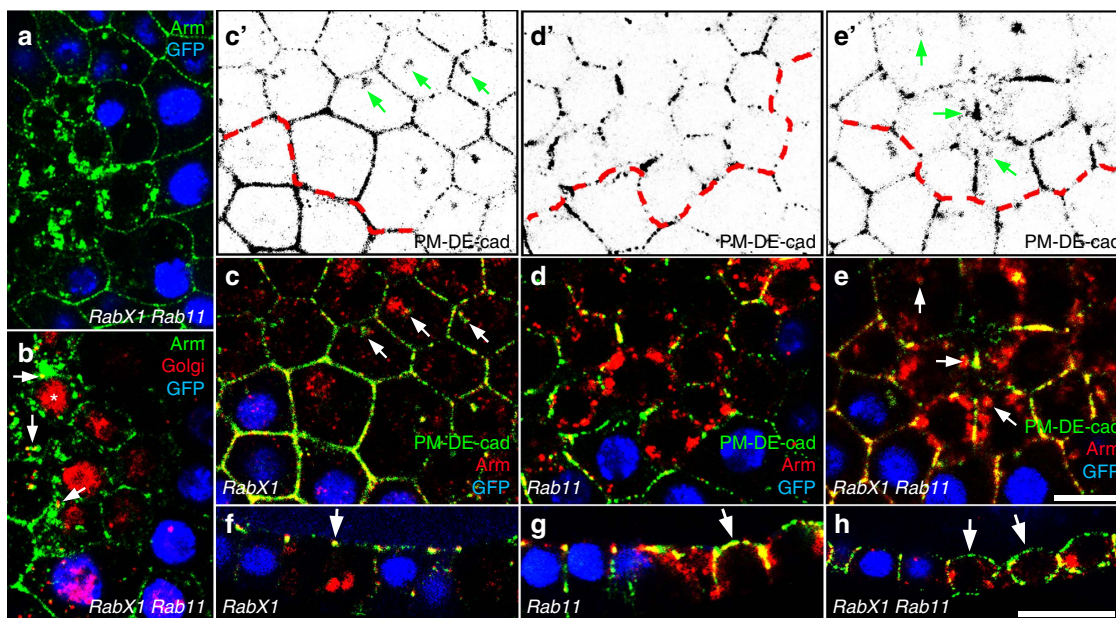 a
Arm
GFP
RabX1 Rab11
b
Arm
Golgi
GFP
*
RabX1 Rab11
c’
PM-DE-cad
d’
PM-DE-cad
e’
PM-DE-cad
c
PM-DE-cad
Arm
GFP
RabX1
d
PM-DE-cad
Arm
GFP
Rab11
e
PM-DE-cad
Arm
GFP
RabX1 Rab11
f
RabX1
g
Rab11
h
RabX1 Rab11